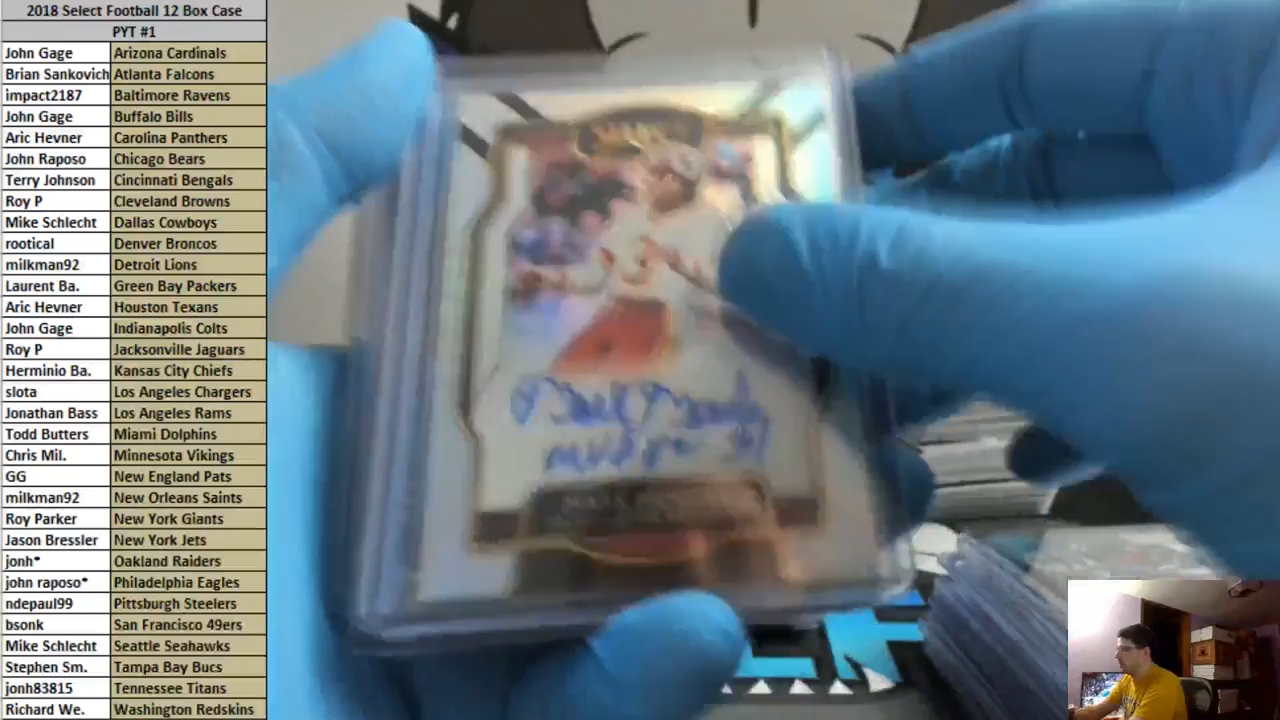 2018 Select Football 12 Box Case
PYT #1
John Gage Arizona Cardinals
Brian Sankovich Atlanta Falcons
impact2187 Baltimore Ravens
John Gage Buffalo Bills
Aric Hevner Carolina Panthers
John Raposo Chicago Bears
Terry Johnson Cincinnati Bengals
Roy P Cleveland Browns
Mike Schlecht Dallas Cowboys
rootical Denver Broncos
milkman92 Detroit Lions
Laurent Ba. Green Bay Packers
Aric Hevner Houston Texans
John Gage Indianapolis Colts
Roy P Jacksonville Jaguars
Herminio Ba. Kansas City Chiefs
slota Los Angeles Chargers
Jonathan Bass Los Angeles Rams
Todd Butters Miami Dolphins
Chris Mil. Minnesota Vikings
GG New England Pats
milkman92 New Orleans Saints
Roy Parker New York Giants
Jason Bressler New York Jets
jonh* Oakland Raiders
john raposo* Philadelphia Eagles
ndepaul99 Pittsburgh Steelers
bsonk San Francisco 49ers
Mike Schlecht Seattle Seahawks
Stephen Sm. Tampa Bay Bucs
jonh83815 Tennessee Titans
Richard We. Washington Redskins